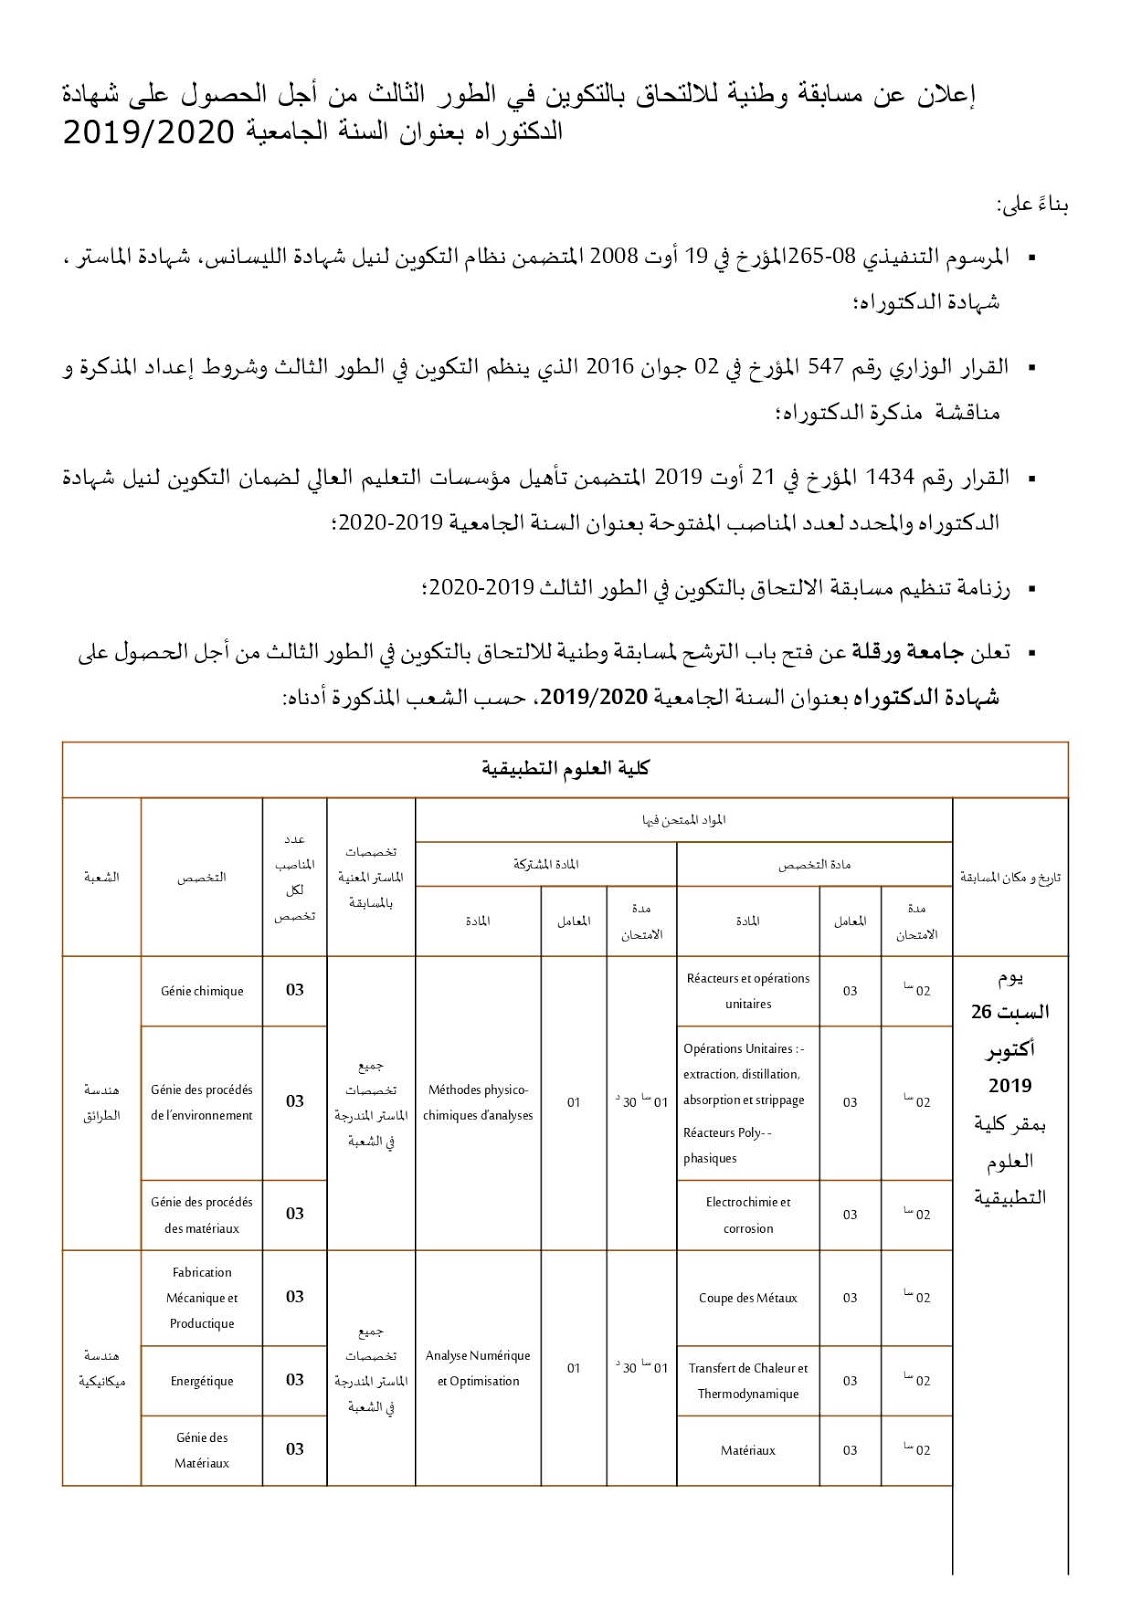 إعلان عن مسابقة وطنية للالتحاق بالتكوين في الطور الثالث من أجل الحصول على شهادة
الدكتوراه بعنوان السنة الجامعية 2019/2020
بناءً على:
▪ المرسوم التنفيذي 08-265المؤرخ في 19 أوت 2008 المتضمن نظام التكوين لنيل شهادة الليسانس، شهادة الماستر ،
شهادة الدكتوراه؛
▪ القرار الوزاري رقم 547 المؤرخ في 02 جوان 2016 الذي ينظم التكوين في الطور الثالث وشروط إعداد المذكرة و
مناقشة مذكرة الدكتوراه؛
▪ القرار رقم 1434 المؤرخ في 21 أوت 2019 المتضمن تأهيل مؤسسات التعليم العالي لضمان التكوين لنيل شهادة
الدكتوراه والمحدد لعدد المناصب المفتوحة بعنوان السنة الجامعية 2019-2020؛
▪ رزنامة تنظيم مسابقة الالتحاق بالتكوين في الطور الثالث 2019-2020؛
▪ تعلن جامعة ورقلة عن فتح باب الترشح لمسابقة وطنية للالتحاق بالتكوين في الطور الثالث من أجل الحصول على
شهادة الدكتوراه بعنوان السنة الجامعية 2019/2020، حسب الشعب المذكورة أدناه:
كلية العلوم التطبيقية
الشعبة
التخصص
عدد
المناصب
لكل
تخصص
تخصصات
الماستر المعنية
بالمسابقة
المواد الممتحن فيها
المادة المشتركة
مادة التخصص
المادة
المعامل
مدة
الامتحان
المادة
المعامل
مدة
الامتحان
تاريخ و مكان المسابقة
هندسة
الطرائق
Génie chimique
03
جميع
تخصصات
الماستر المندرجة
في الشعبة
Méthodes physico-
chimiques d'analyses
01
01 سا 30 د
Réacteurs et opérations
unitaires
03
02 سا
يوم
السبت 26
أكتوبر
2019
بمقر كلية
العلوم
التطبيقية
Génie des procédés
de l'environnement
03
Opérations Unitaires :-
extraction, distillation,
absorption et strippage
Réacteurs Poly- -
phasiques
03
02 سا
Génie des procédés
des matériaux
03
Electrochimie et
corrosion
03
02 سا
هندسة
ميكانيكية
Fabrication
Mécanique et
Productique
03
جميع
تخصصات
الماستر المندرجة
في الشعبة
Analyse Numérique
et Optimisation
01
01 سا 30 د
Coupe des Métaux
03
02 سا
Energétique
03
Transfert de Chaleur et
Thermodynamique
03
02 سا
Génie des
Matériaux
03
Matériaux
03
02 سا